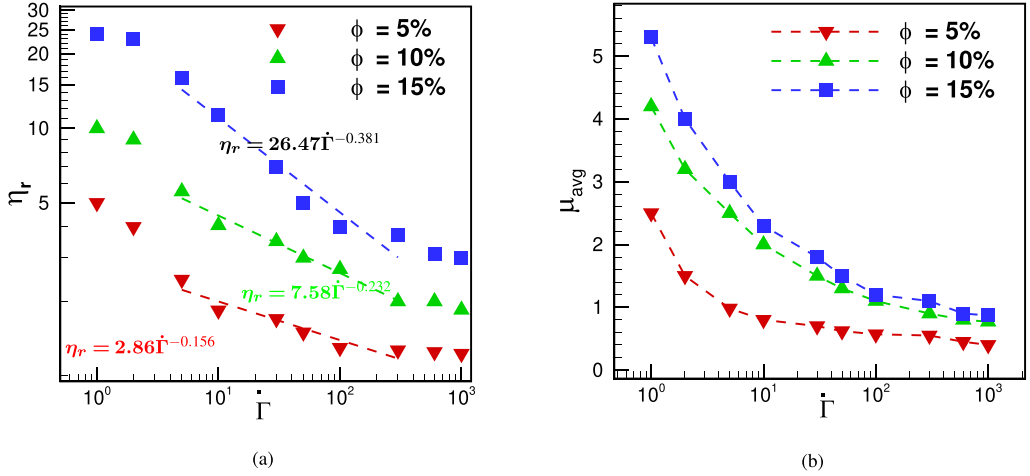 30
25
20
15
10
5
η_r
ϕ = 5%
ϕ = 10%
ϕ = 15%
η_r = 26.47Γ̇^−0.381
η_r = 7.58Γ̇^−0.232
η_r = 2.86Γ̇^−0.156
10^0 10^1 10^2 10^3
Γ̇
(a)
5
4
3
2
1
0
μ_avg
ϕ = 5%
ϕ = 10%
ϕ = 15%
10^0 10^1 10^2 10^3
Γ̇
(b)